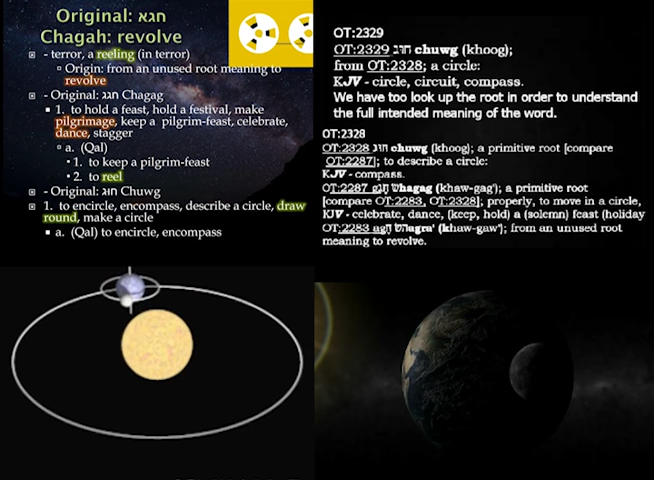 Original: חגא
Chagah: revolve
- terror, a reeling (in terror)
Origin: from an unused root meaning to
revolve
- Original: חגג Chagag
1. to hold a feast, hold a festival, make
pilgrimage, keep a pilgrim-feast, celebrate,
dance, stagger
a. (Qal)
1. to keep a pilgrim-feast
2. to reel
- Original: חוג Chuwg
1. to encircle, encompass, describe a circle, draw
round, make a circle
a. (Qal) to encircle, encompass
OT:2329
OT:2329 חוּג chuwg (khoog);
from OT:2328; a circle:
KJV - circle, circuit, compass.
We have too look up the root in order to understand
the full intended meaning of the word.
OT:2328
OT:2328 חוּג chuwg (khoog); a primitive root [compare
OT:2287]; to describe a circle:
KJV - compass.
OT:2287 hagag (khaw-gag'); a primitive root
[compare OT:2283, OT:2328]; properly, to move in a circle,
KJV - celebrate, dance, (keep, hold) a (solemn) feast (holiday
OT:2283 hagra' (khaw-gaw'); from an unused root
meaning to revolve.